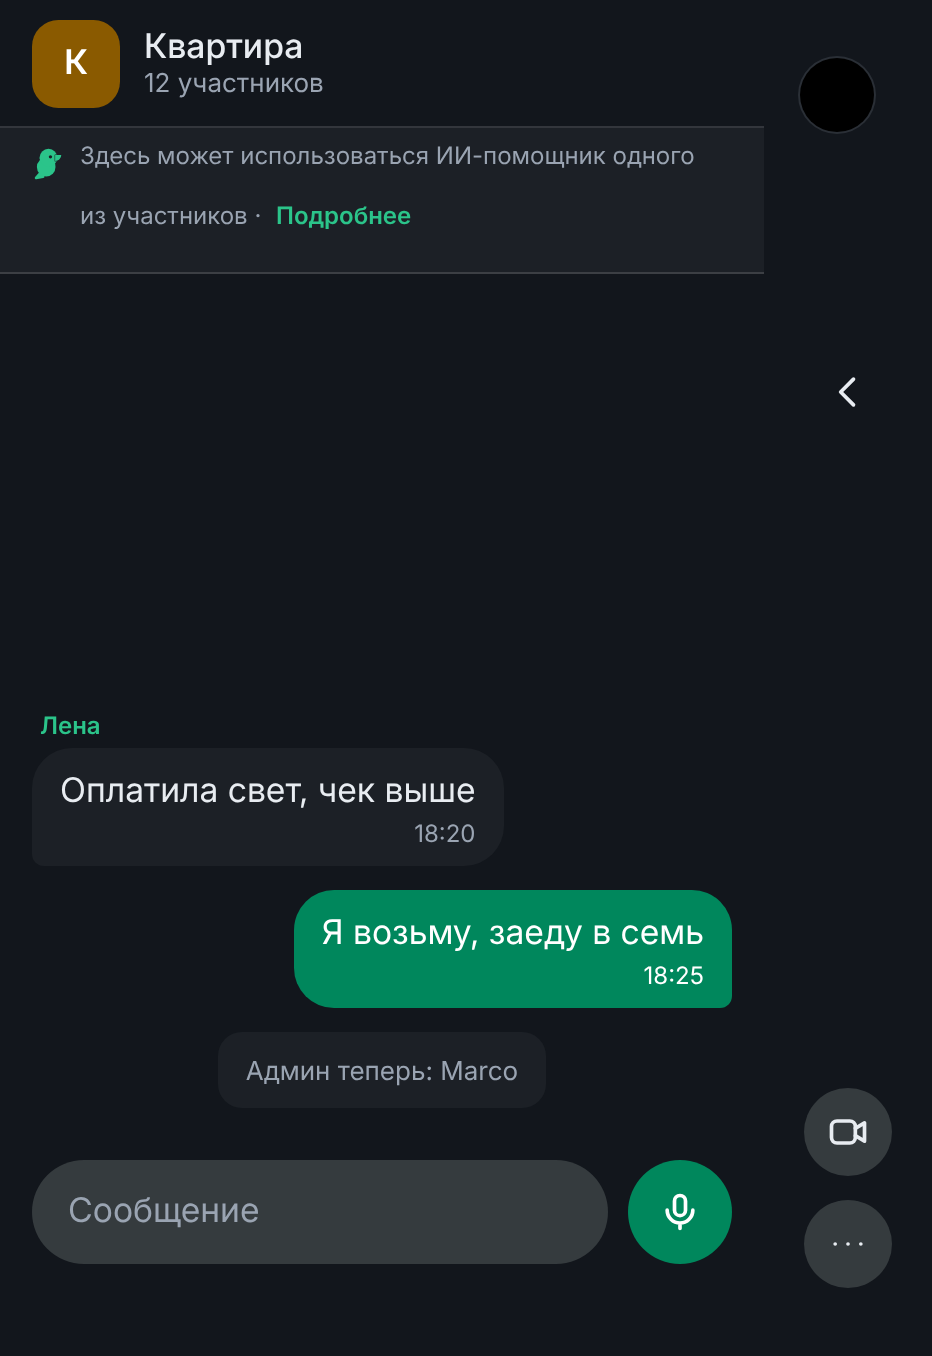 К
Квартира
12 участников
Здесь может использоваться ИИ-помощник одного
из участников · Подробнее
Лена
Оплатила свет, чек выше
18:20
Я возьму, заеду в семь
18:25
Админ теперь: Marco
Сообщение